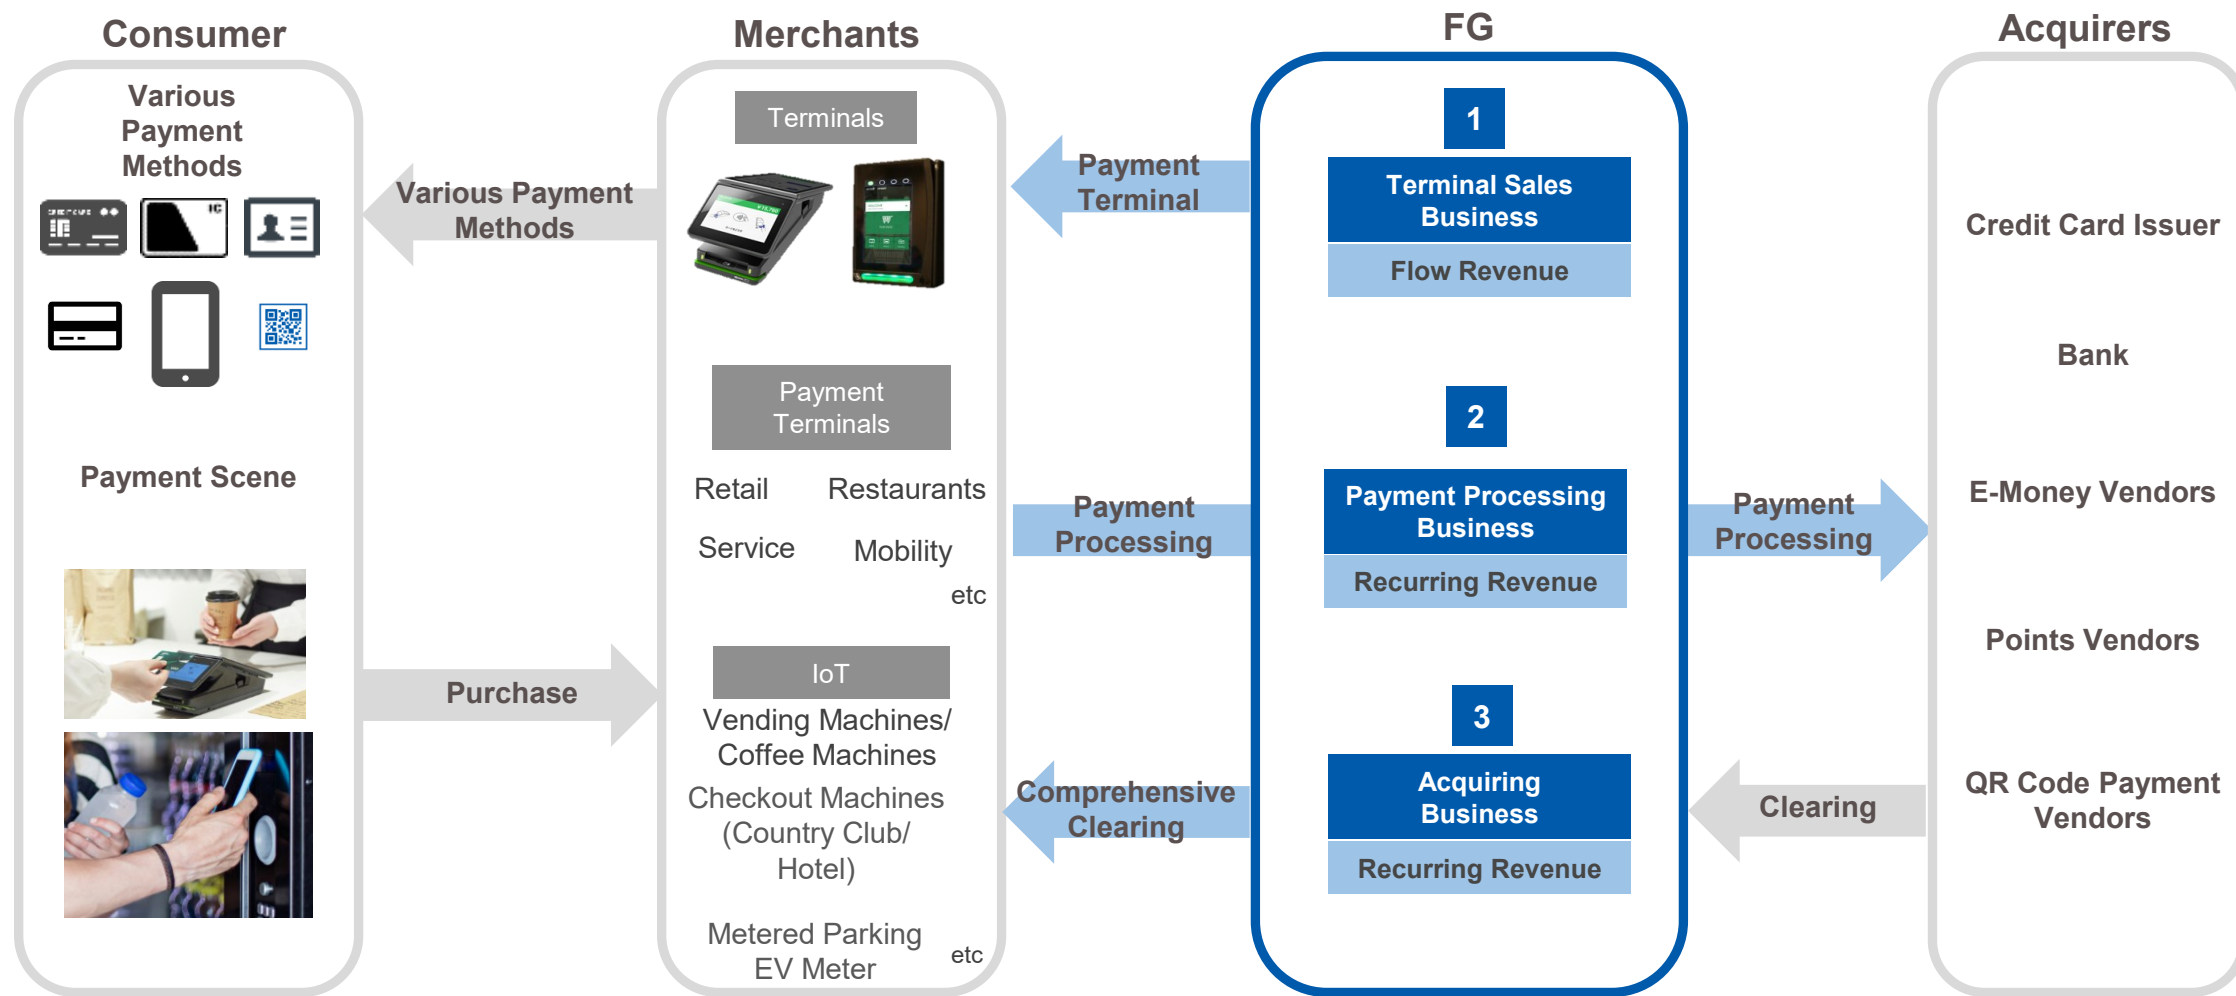 Consumer
Various
Payment
Methods
IC
Payment Scene
Various Payment
Methods
Purchase
Merchants
Terminals
Payment
Terminals
Retail
Restaurants
Service
Mobility
etc
IoT
Vending Machines/
Coffee Machines
Checkout Machines
(Country Club/
Hotel)
Metered Parking
EV Meter
etc
Payment
Terminal
Payment
Processing
Comprehensive
Clearing
FG
1
Terminal Sales
Business
Flow Revenue
2
Payment Processing
Business
Recurring Revenue
3
Acquiring
Business
Recurring Revenue
Payment
Processing
Clearing
Acquirers
Credit Card Issuer
Bank
E-Money Vendors
Points Vendors
QR Code Payment
Vendors